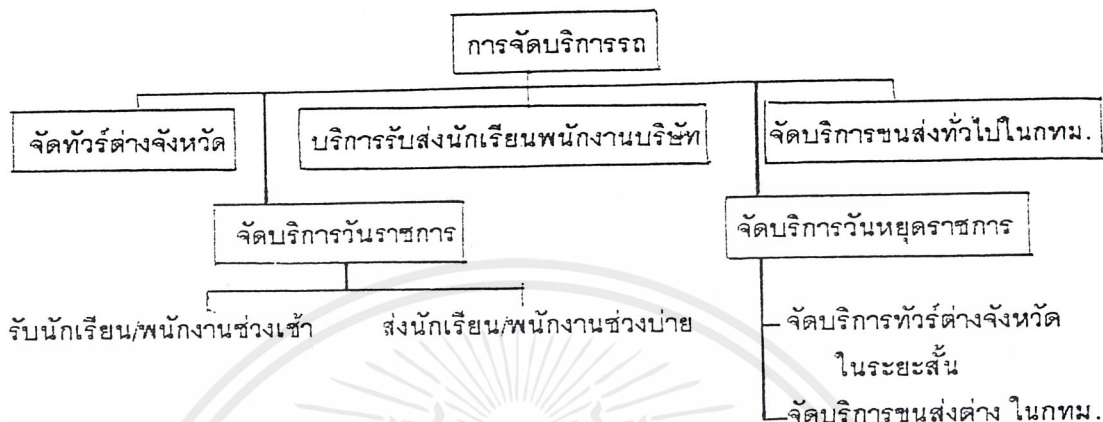 การจัดบริการรถ
จัดทัวร์ต่างจังหวัด
บริการรับส่งนักเรียนพนักงานบริษัท
จัดบริการขนส่งทั่วไปในกทม.
จัดบริการวันราชการ
จัดบริการวันหยุดราชการ
รับนักเรียน/พนักงานช่วงเช้า
ส่งนักเรียน/พนักงานช่วงบ่าย
จัดบริการทัวร์ต่างจังหวัด
ในระยะสั้น
จัดบริการขนส่งต่าง ในกทม.